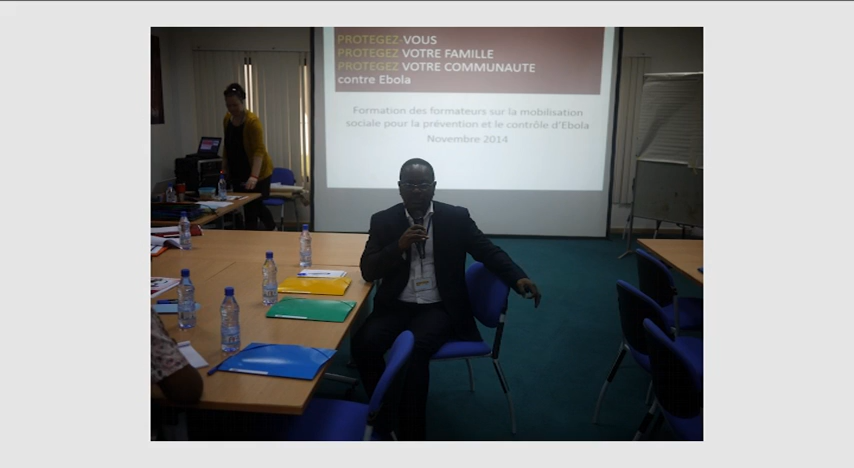 PROTEGEZ-VOUS
PROTEGEZ VOTRE FAMILLE
PROTEGEZ VOTRE COMMUNAUTE
contre Ebola
Formation des formateurs sur la mobilisation
sociale pour la prévention et le contrôle d'Ebola
Novembre 2014